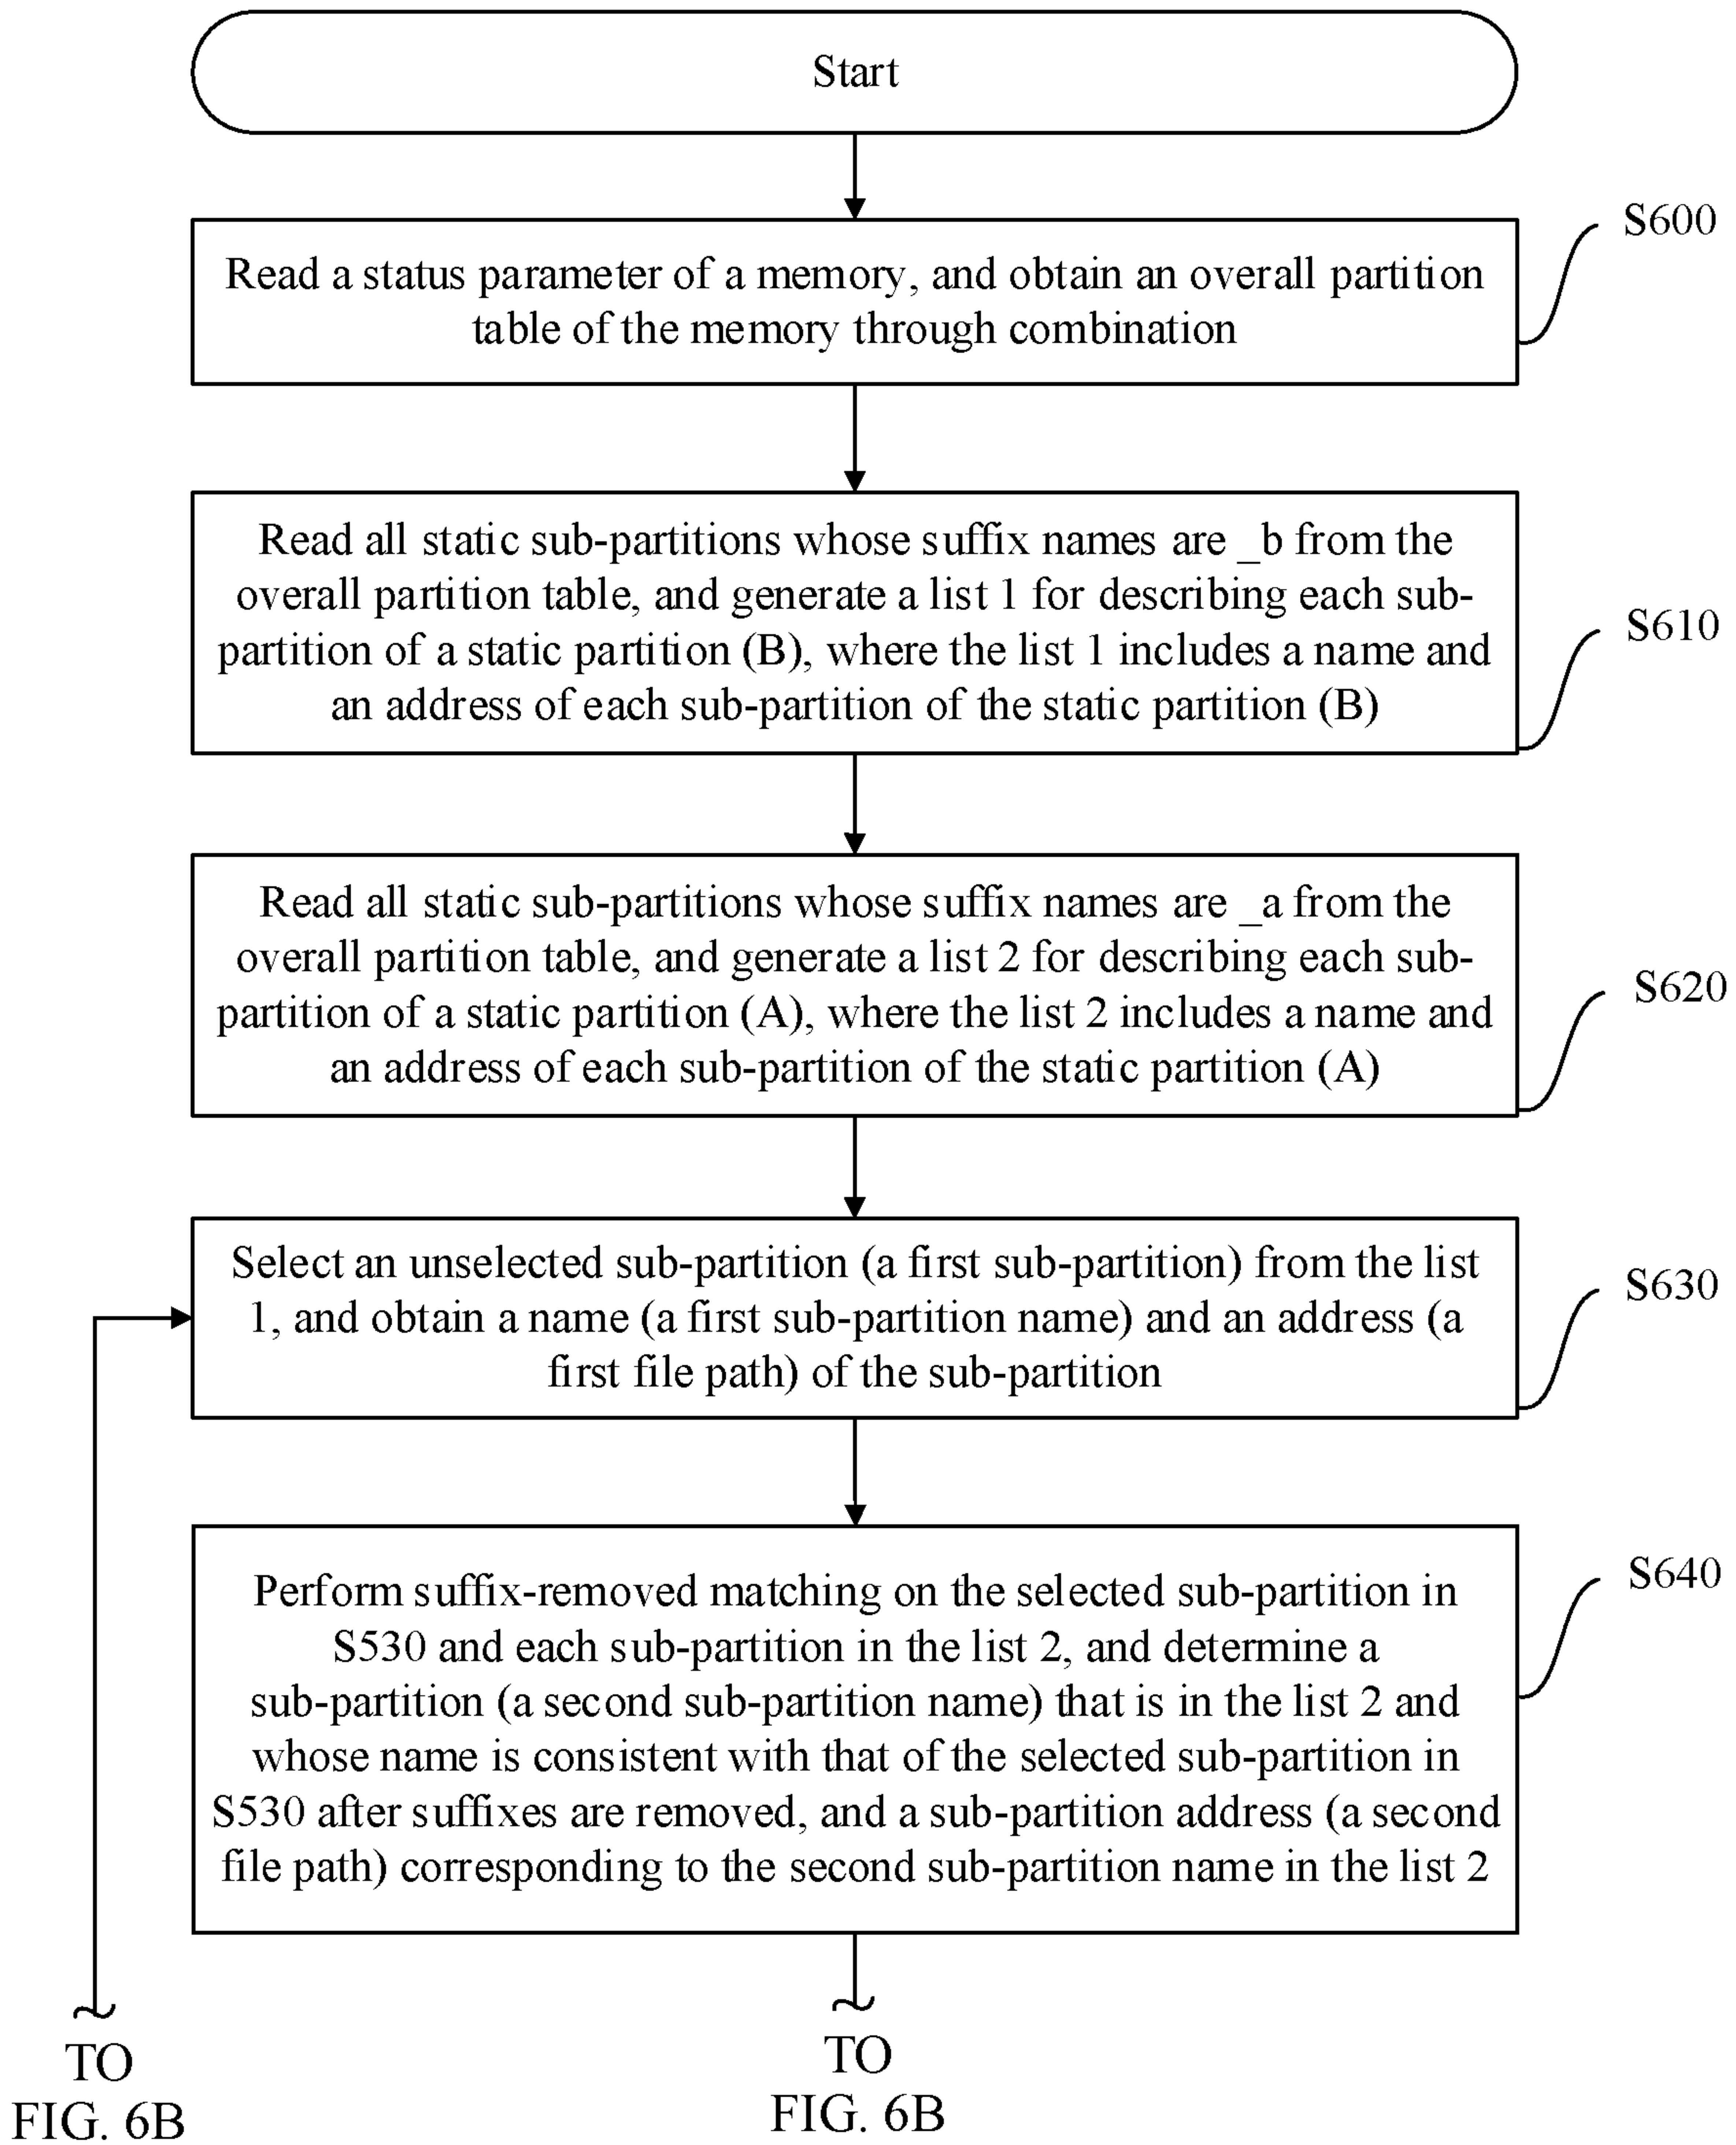 Start
S600
Read a status parameter of a memory, and obtain an overall partition
table of the memory through combination
Read all static sub-partitions whose suffix names are _b from the
overall partition table, and generate a list 1 for describing each sub-
partition of a static partition (B), where the list 1 includes a name and
an address of each sub-partition of the static partition (B)
S610
Read all static sub-partitions whose suffix names are _a from the
overall partition table, and generate a list 2 for describing each sub-
partition of a static partition (A), where the list 2 includes a name and
an address of each sub-partition of the static partition (A)
S620
Select an unselected sub-partition (a first sub-partition) from the list
1, and obtain a name (a first sub-partition name) and an address (a
first file path) of the sub-partition
S630
Perform suffix-removed matching on the selected sub-partition in
S530 and each sub-partition in the list 2, and determine a
sub-partition (a second sub-partition name) that is in the list 2 and
whose name is consistent with that of the selected sub-partition in
S530 after suffixes are removed, and a sub-partition address (a second
file path) corresponding to the second sub-partition name in the list 2
S640
TO
FIG. 6B
TO
FIG. 6B